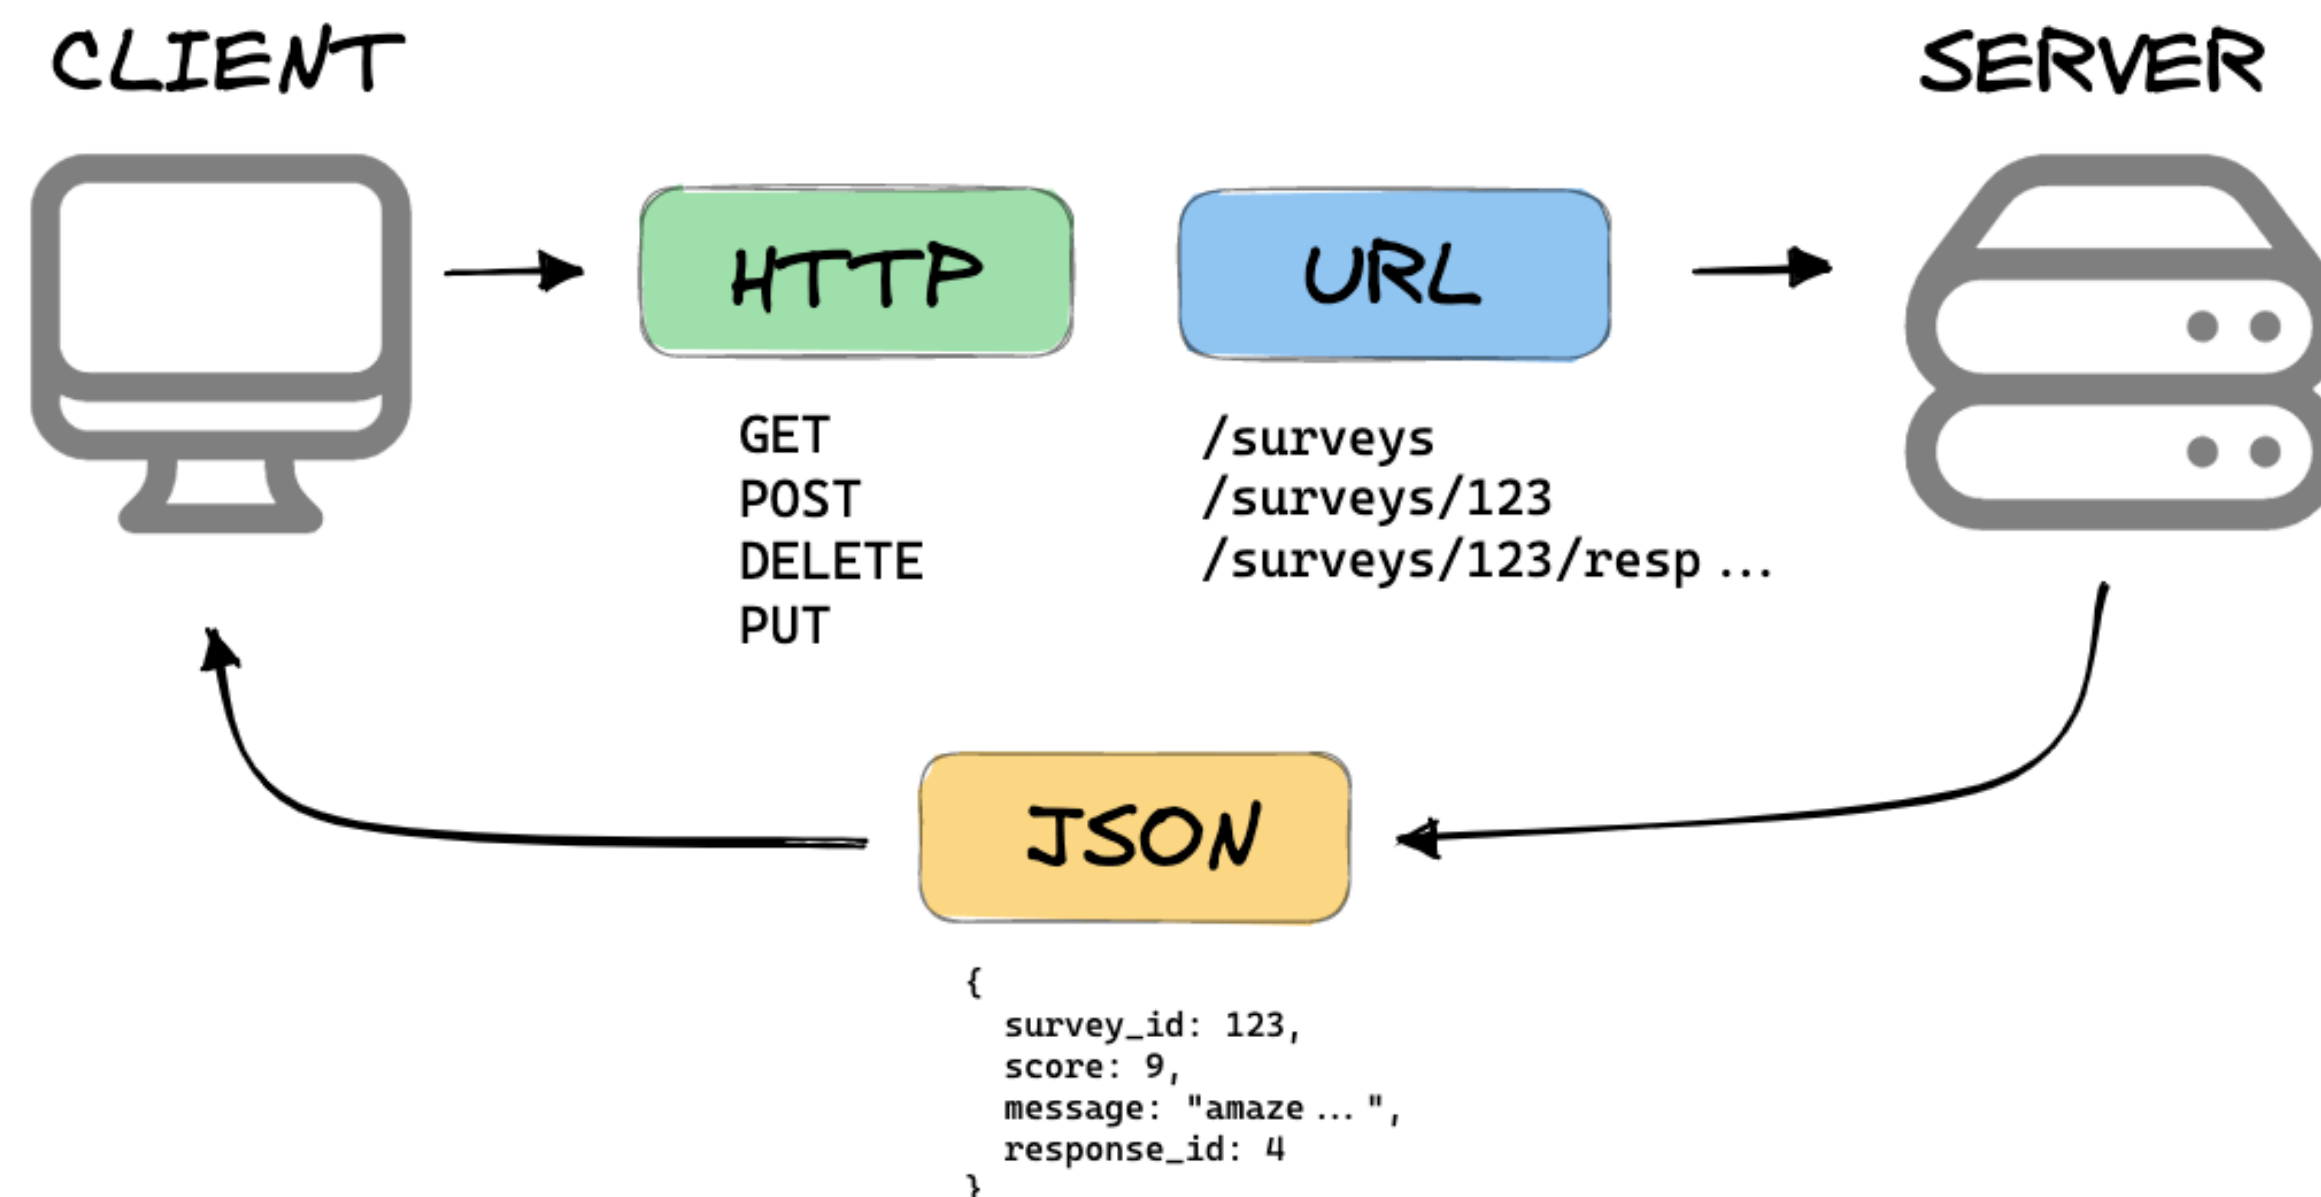 CLIENT
SERVER
HTTP
URL
GET
POST
DELETE
PUT
/surveys
/surveys/123
/surveys/123/resp ...
JSON
{
survey_id: 123,
score: 9,
message: "amaze ... ",
response_id: 4
}